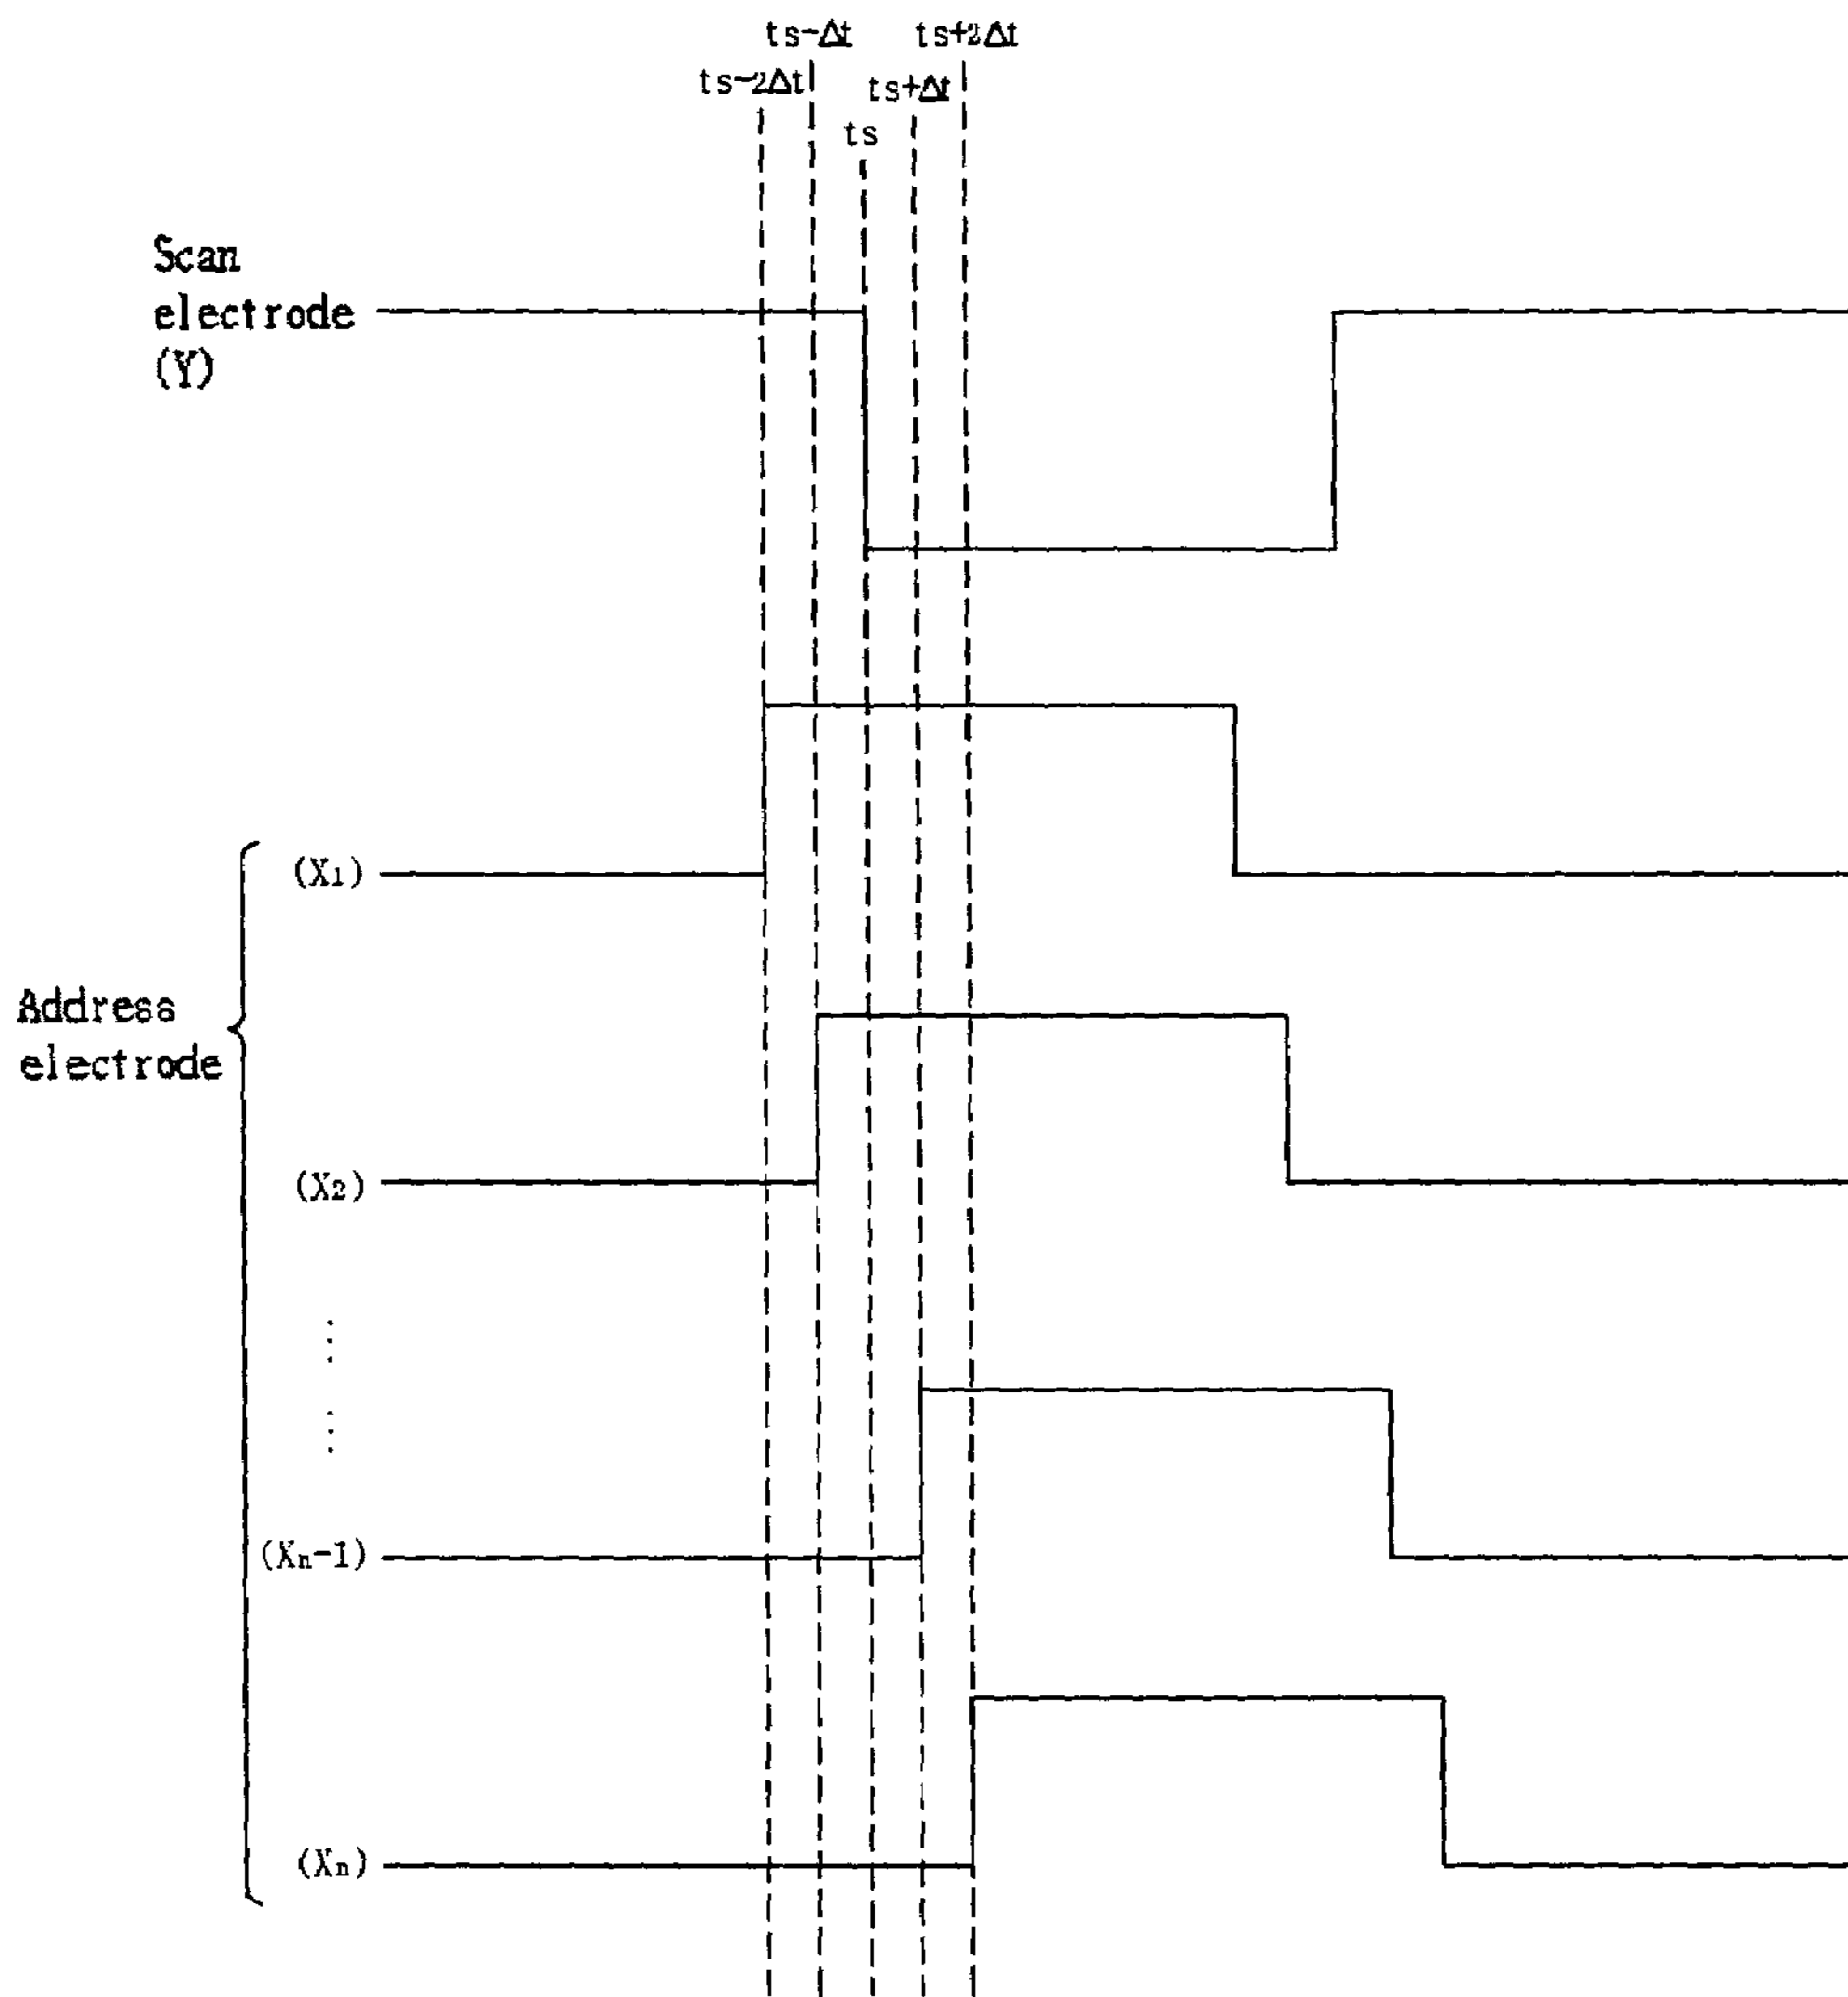 ts-Δt
ts+2Δt
ts-2Δt
ts+Δt
ts
Scan
electrode
(Y)
(X1)
Address
electrode
(X2)
(Xn-1)
(Xn)